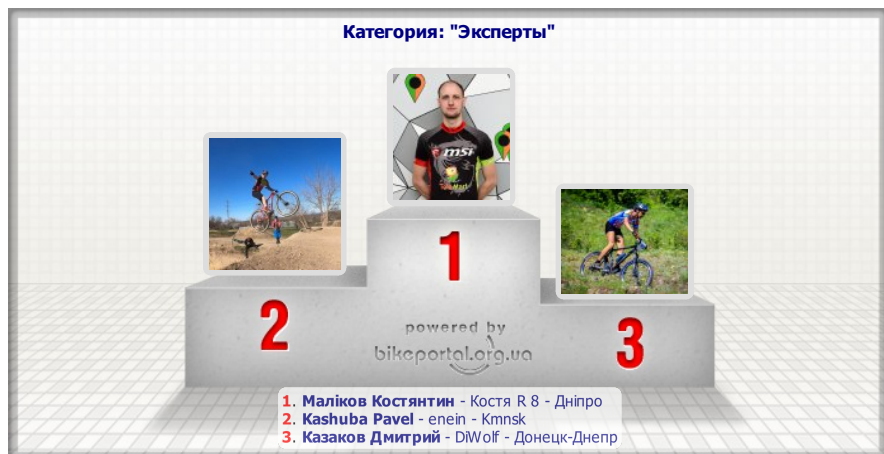 Категория: "Эксперты"
msi
1
2
3
powered by
bikeportal.org.ua
1. Маліков Костянтин - Костя R 8 - Дніпро
2. Kashuba Pavel - enein - Kmnsk
3. Казаков Дмитрий - DiWolf - Донецк-Днепр